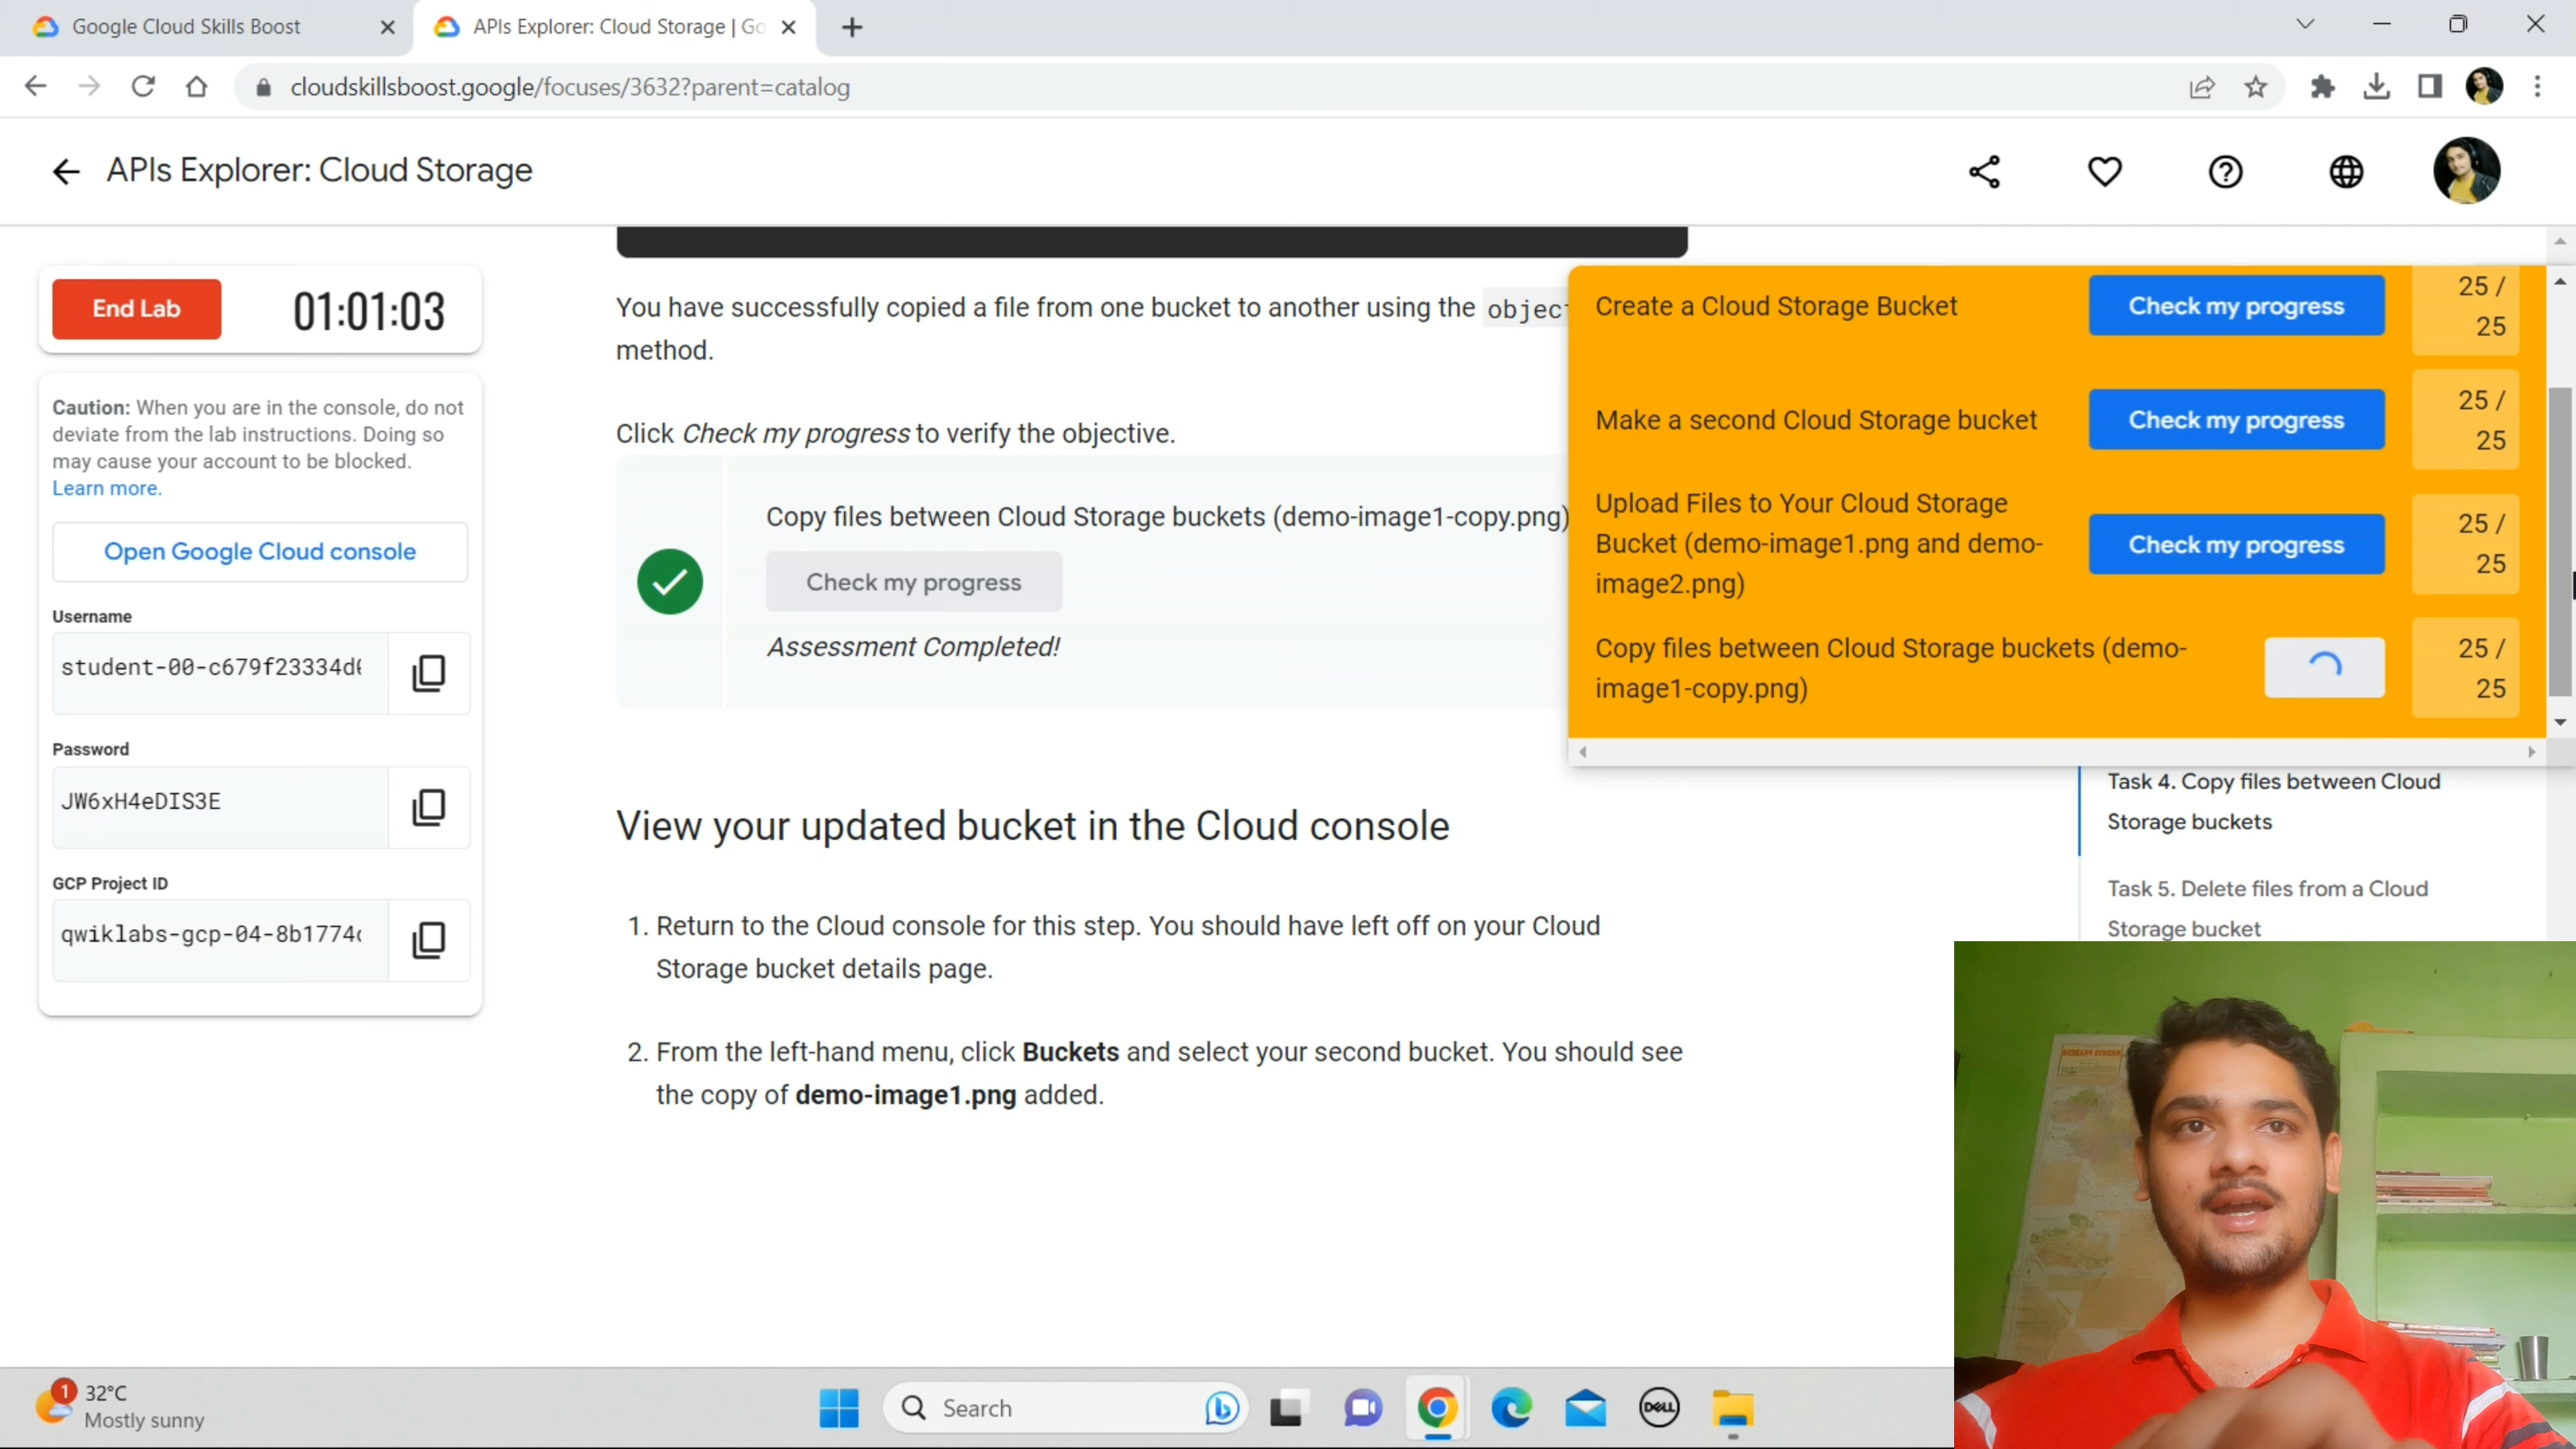 Google Cloud Skills Boost
APIs Explorer: Cloud Storage | Go
cloudskillsboost.google/focuses/3632?parent=catalog
APIs Explorer: Cloud Storage
End Lab
01:01:03
Caution: When you are in the console, do not
deviate from the lab instructions. Doing so
may cause your account to be blocked.
Learn more.
Open Google Cloud console
Username
student-00-c679f23334d
Password
JW6xH4eDIS3E
GCP Project ID
qwiklabs-gcp-04-8b1774
You have successfully copied a file from one bucket to another using the objec
method.
Click Check my progress to verify the objective.
Copy files between Cloud Storage buckets (demo-image1-copy.png)
Check my progress
Assessment Completed!
View your updated bucket in the Cloud console
1. Return to the Cloud console for this step. You should have left off on your Cloud
Storage bucket details page.
2. From the left-hand menu, click Buckets and select your second bucket. You should see
the copy of demo-image1.png added.
Create a Cloud Storage Bucket
Check my progress
25 /
25
Make a second Cloud Storage bucket
Check my progress
25 /
25
Upload Files to Your Cloud Storage
Bucket (demo-image1.png and demo-
image2.png)
Check my progress
25 /
25
Copy files between Cloud Storage buckets (demo-
image1-copy.png)
25 /
25
Task 4. Copy files between Cloud
Storage buckets
Task 5. Delete files from a Cloud
Storage bucket
1
32°C
Mostly sunny
Search
DELL